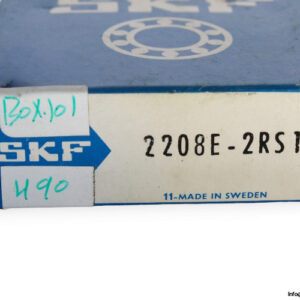 SKF
BOX.101
SKF
490
2208E-2RS1
11-MADE IN SWEDEN